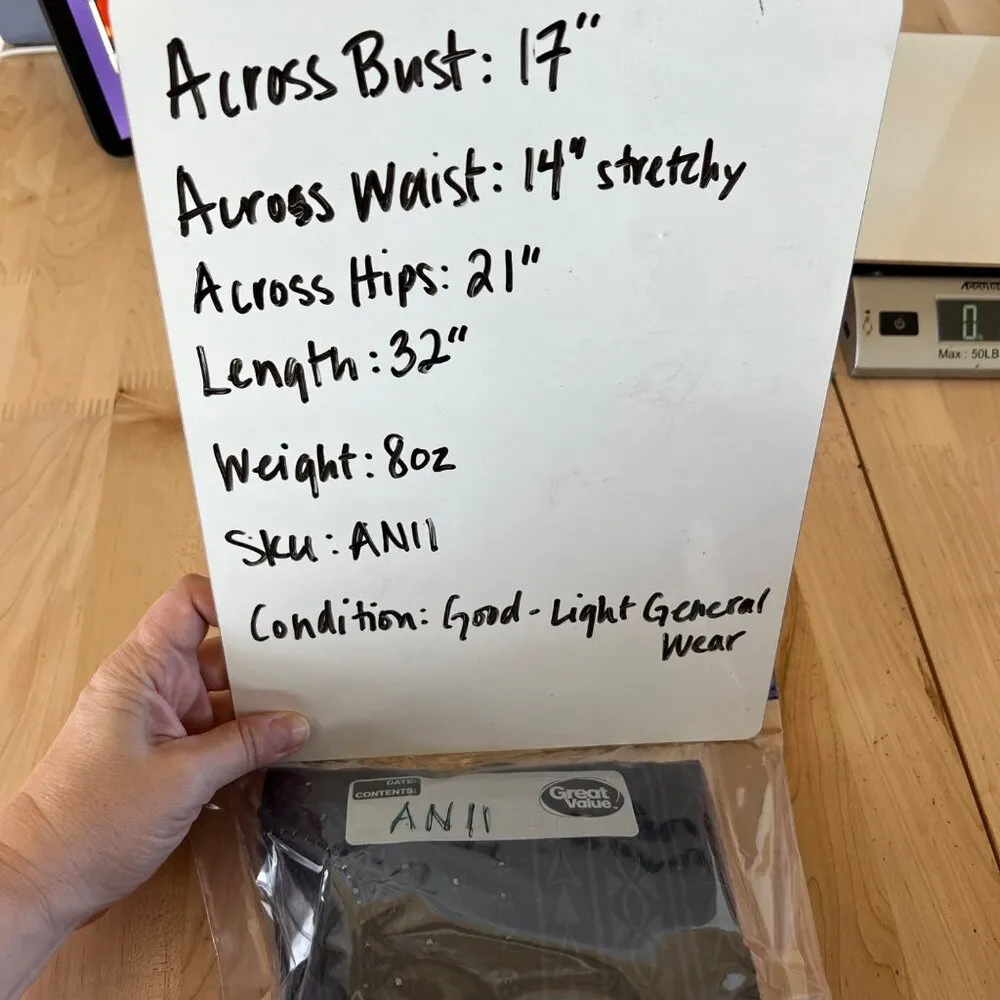 Across Bust: 17"
Across Waist: 14" stretchy
Across Hips: 21"
Length: 32"
Weight: 8oz
Sku: AN11
Condition: Good - Light General
Wear
0
Max : 50LB
DATE:
CONTENTS:
Great
Value
AN11